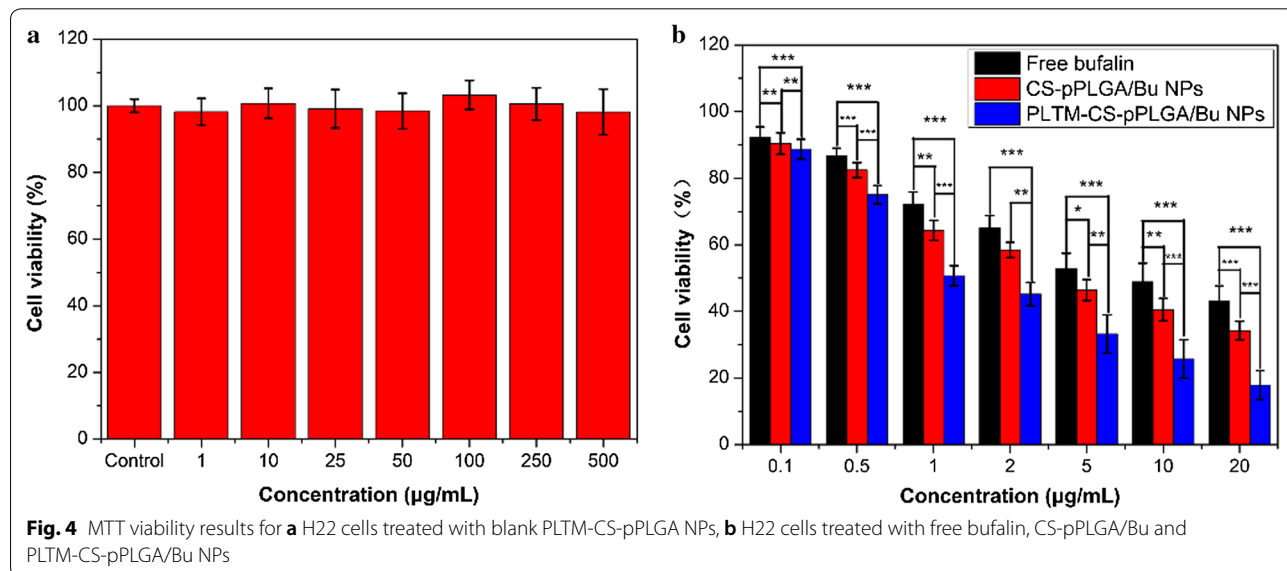 a
120
100
80
60
40
20
0
Cell viability (%)
Control 1 10 25 50 100 250 500
Concentration (μg/mL)
b
120
100
80
60
40
20
0
Cell viability (%)
Free bufalin
CS-pPLGA/Bu NPs
PLTM-CS-pPLGA/Bu NPs
*** *** *** *** *** *** ***
** ** *** *** ** *** ** * ** ** *** *** ***
0.1 0.5 1 2 5 10 20
Concentration (μg/mL)
Fig. 4 MTT viability results for a H22 cells treated with blank PLTM-CS-pPLGA NPs, b H22 cells treated with free bufalin, CS-pPLGA/Bu and
PLTM-CS-pPLGA/Bu NPs